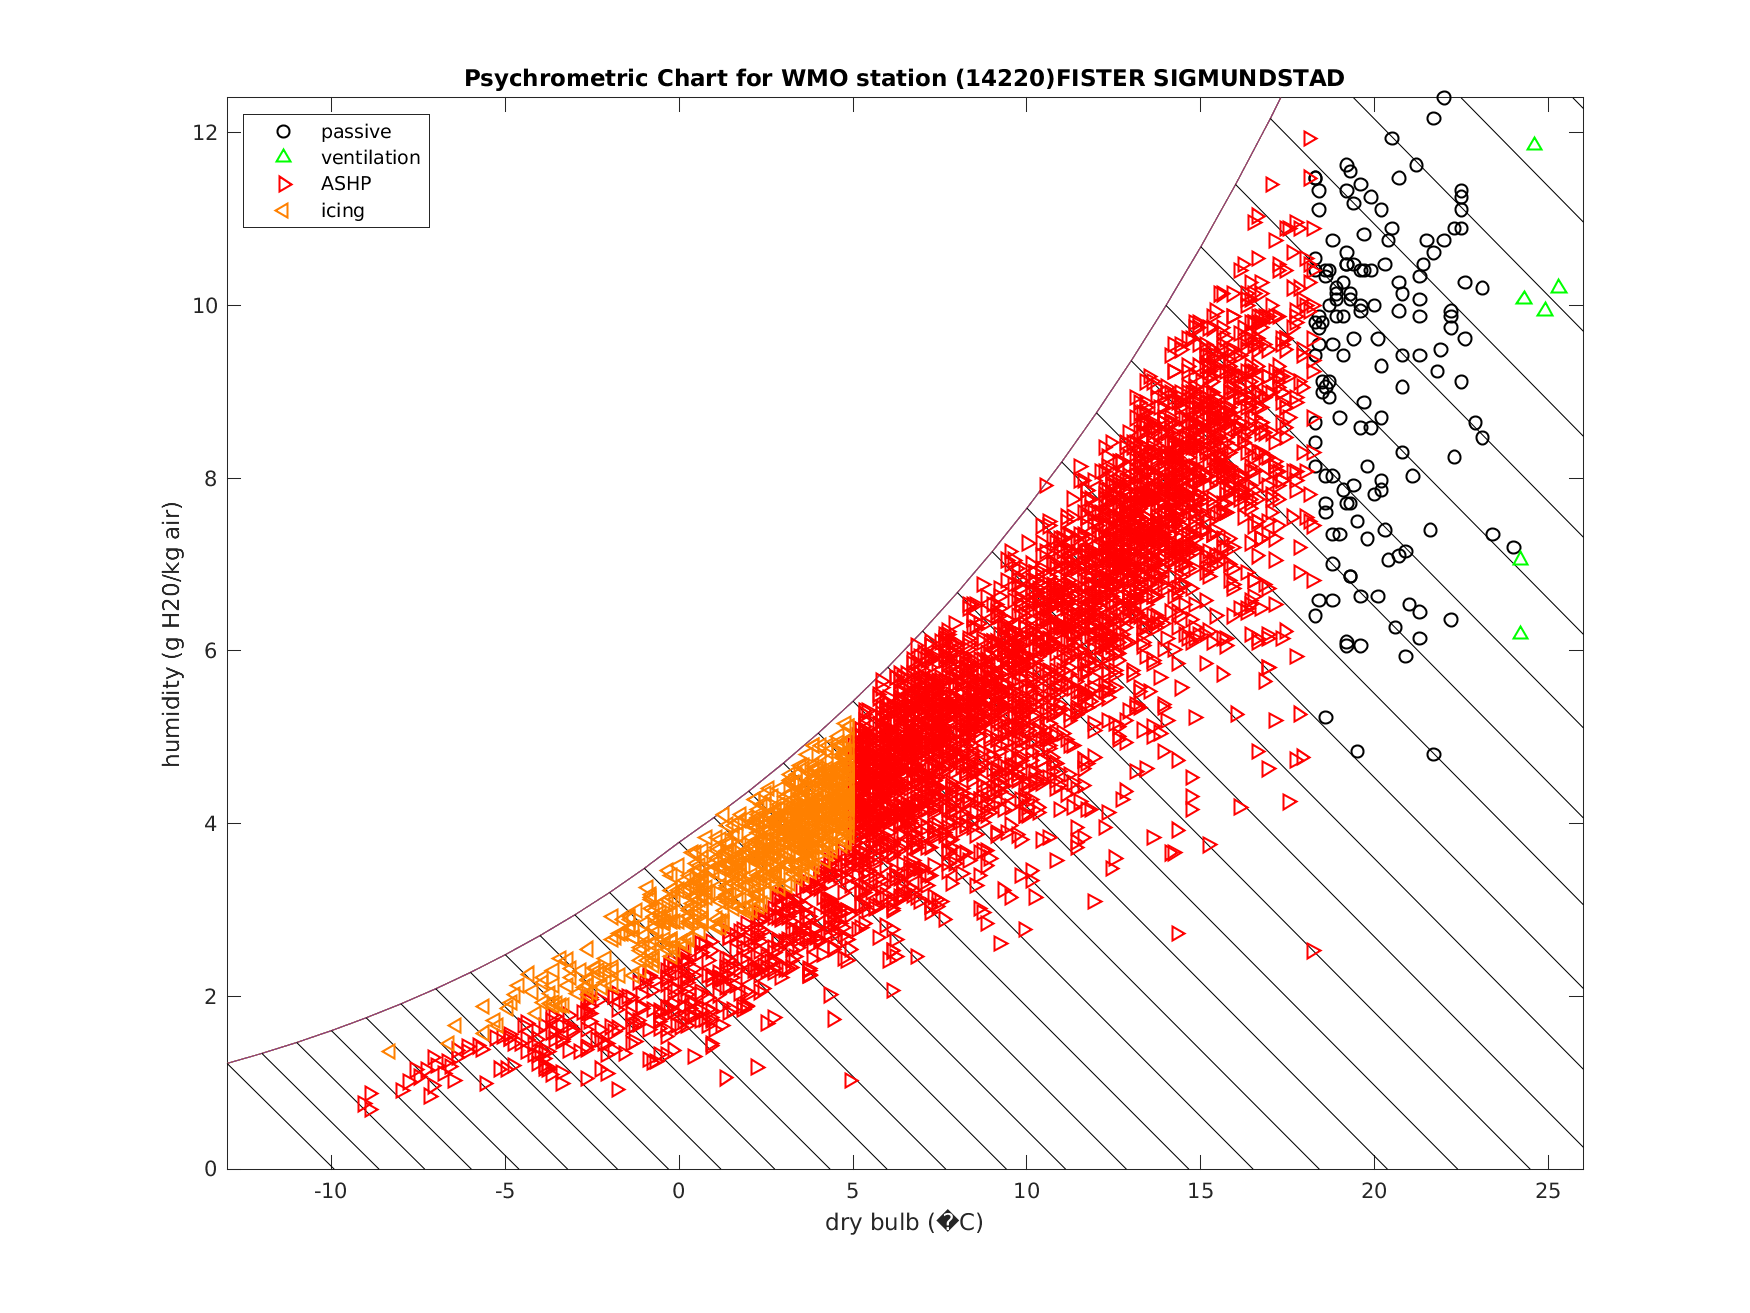 Psychrometric Chart for WMO station (14220)FISTER SIGMUNDSTAD
passive
ventilation
ASHP
icing
12
10
8
6
4
2
0
humidity (g H20/kg air)
-10 -5 0 5 10 15 20 25
dry bulb (�C)